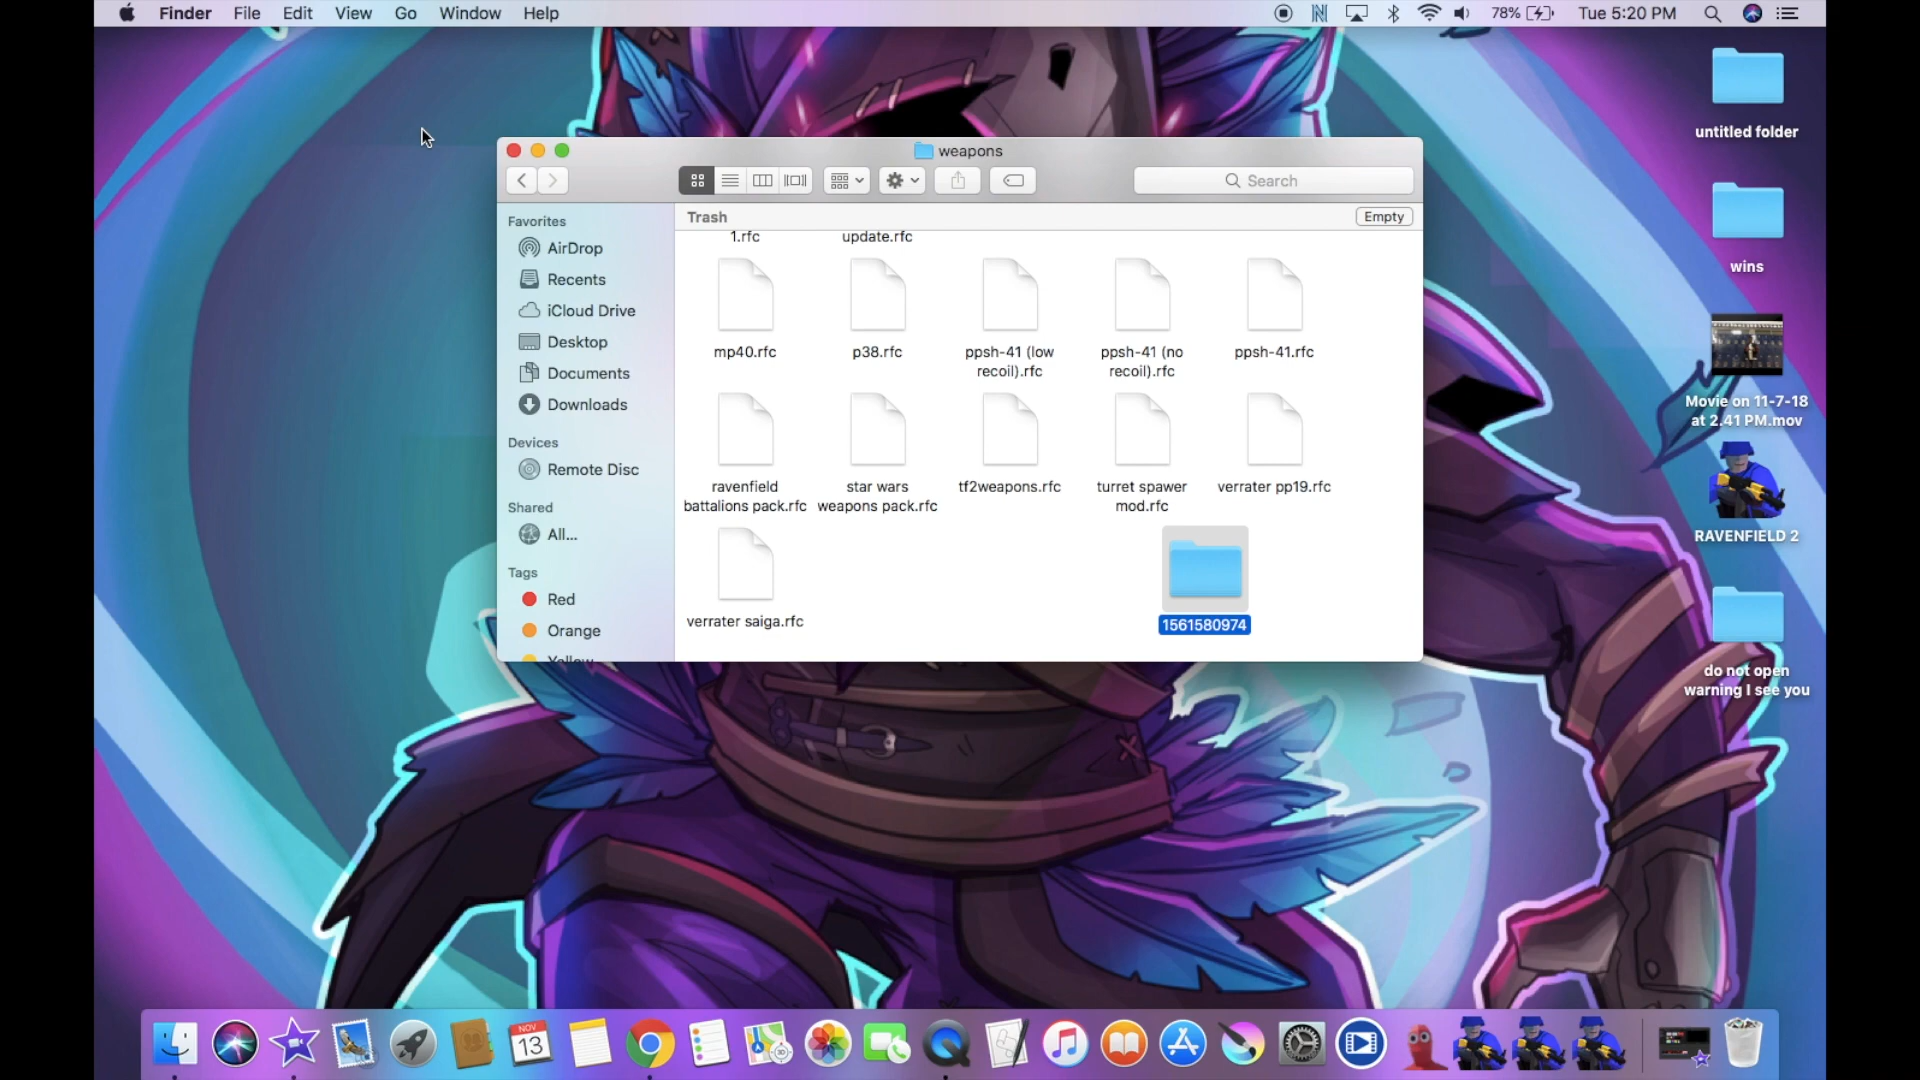 Finder File Edit View Go Window Help 78% Tue 5:20 PM
weapons
Search
Trash
Empty
Favorites
AirDrop
Recents
iCloud Drive
Desktop
Documents
Downloads
Devices
Remote Disc
Shared
All...
Tags
Red
Orange
Yellow
1.rfc
update.rfc
mp40.rfc
p38.rfc
ppsh-41 (low
recoil).rfc
ppsh-41 (no
recoil).rfc
ppsh-41.rfc
ravenfield
battalions pack.rfc
star wars
weapons pack.rfc
tf2weapons.rfc
turret spawer
mod.rfc
verrater pp19.rfc
verrater saiga.rfc
1561580974
untitled folder
wins
Movie on 11-7-18
at 2.41 PM.mov
RAVENFIELD 2
do not open
warning I see you
NOV
13